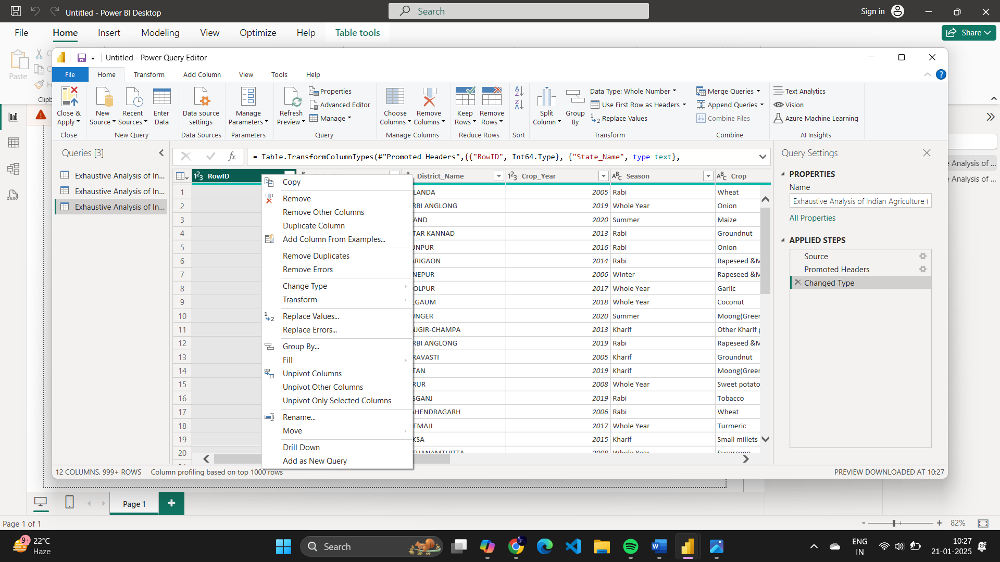 Untitled - Power BI Desktop
Search
Sign in
File Home Insert Modeling View Optimize Help Table tools
Share
Paste
Clipb
Untitled - Power Query Editor
File Home Transform Add Column View Tools Help
Close & Apply
New Source
Recent Sources
Enter Data
Data source settings
Manage Parameters
Refresh Preview
Properties
Advanced Editor
Manage
Choose Columns
Remove Columns
Keep Rows
Remove Rows
Split Column
Group By
Data Type: Whole Number
Use First Row as Headers
Replace Values
Merge Queries
Append Queries
Combine Files
Text Analytics
Vision
Azure Machine Learning
Close New Query Data Sources Parameters Query Manage Columns Reduce Rows Sort Transform Combine AI Insights
Queries [3]
Exhaustive Analysis of In...
Exhaustive Analysis of In...
Exhaustive Analysis of In...
fx = Table.TransformColumnTypes(#"Promoted Headers",{{"RowID", Int64.Type}, {"State_Name", type text},
RowID District_Name Crop_Year Season Crop
1 LANDA 2005 Rabi Wheat
2 RBI ANGLONG 2019 Whole Year Onion
3 AND 2020 Summer Maize
4 TAR KANNAD 2013 Rabi Groundnut
5 UNPUR 2016 Rabi Onion
6 ARIGAON 2014 Rabi Rapeseed &M
7 NEPUR 2006 Winter Rapeseed &M
8 OLPUR 2017 Whole Year Garlic
9 LGAUM 2018 Whole Year Coconut
10 UNGER 2020 Summer Moong(Green
11 NJGIR-CHAMPA 2013 Kharif Other Kharif p
12 RBI ANGLONG 2019 Rabi Rapeseed &M
13 RAVASTI 2005 Kharif Groundnut
14 TAN 2019 Kharif Moong(Green
15 RUR 2008 Whole Year Sweet potato
16 SGANJ 2019 Rabi Tobacco
17 AHENDRAGARH 2006 Rabi Wheat
18 EMAJI 2017 Whole Year Turmeric
19 KSA 2015 Kharif Small millets
20 THANAMTHITTA 2008 Whole Year Sugarcane
Copy
Remove
Remove Other Columns
Duplicate Column
Add Column From Examples...
Remove Duplicates
Remove Errors
Change Type
Transform
Replace Values...
Replace Errors...
Group By...
Fill
Unpivot Columns
Unpivot Other Columns
Unpivot Only Selected Columns
Rename...
Move
Drill Down
Add as New Query
Query Settings
PROPERTIES
Name
Exhaustive Analysis of Indian Agriculture (
All Properties
APPLIED STEPS
Source
Promoted Headers
Changed Type
e Analysis of ...
e Analysis of ...
12 COLUMNS, 999+ ROWS Column profiling based on top 1000 rows
PREVIEW DOWNLOADED AT 10:27
Page 1
Page 1 of 1
82%
9+
22°C
Haze
Search
ENG
IN
10:27
21-01-2025